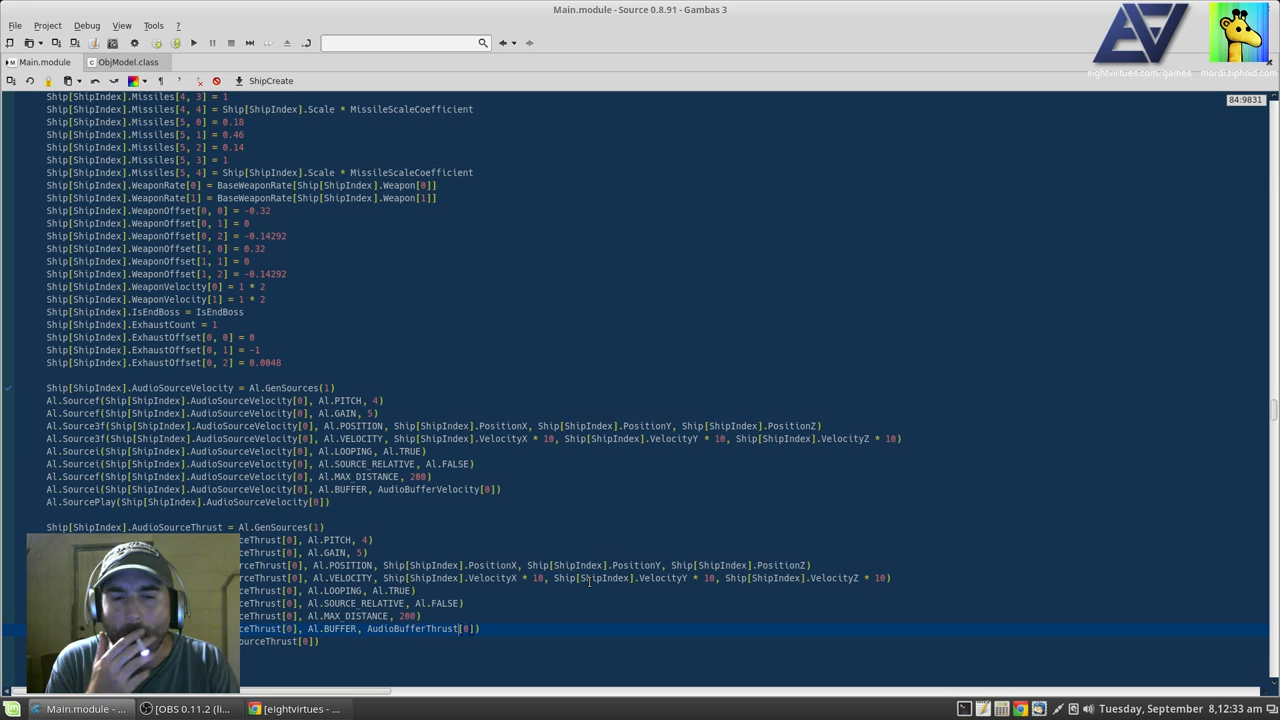 Main.module - Source 0.8.91 - Gambas 3
File Project Debug View Tools ?
eightvirtues.com/games mordi.ziphoid.com
Main.module ObjModel.class
ShipCreate
84:9831
Ship[ShipIndex].Missiles[4, 3] = 1
Ship[ShipIndex].Missiles[4, 4] = Ship[ShipIndex].Scale * MissileScaleCoefficient
Ship[ShipIndex].Missiles[5, 0] = 0.18
Ship[ShipIndex].Missiles[5, 1] = 0.46
Ship[ShipIndex].Missiles[5, 2] = 0.14
Ship[ShipIndex].Missiles[5, 3] = 1
Ship[ShipIndex].Missiles[5, 4] = Ship[ShipIndex].Scale * MissileScaleCoefficient
Ship[ShipIndex].WeaponRate[0] = BaseWeaponRate[Ship[ShipIndex].Weapon[0]]
Ship[ShipIndex].WeaponRate[1] = BaseWeaponRate[Ship[ShipIndex].Weapon[1]]
Ship[ShipIndex].WeaponOffset[0, 0] = -0.32
Ship[ShipIndex].WeaponOffset[0, 1] = 0
Ship[ShipIndex].WeaponOffset[0, 2] = -0.14292
Ship[ShipIndex].WeaponOffset[1, 0] = 0.32
Ship[ShipIndex].WeaponOffset[1, 1] = 0
Ship[ShipIndex].WeaponOffset[1, 2] = -0.14292
Ship[ShipIndex].WeaponVelocity[0] = 1 * 2
Ship[ShipIndex].WeaponVelocity[1] = 1 * 2
Ship[ShipIndex].IsEndBoss = IsEndBoss
Ship[ShipIndex].ExhaustCount = 1
Ship[ShipIndex].ExhaustOffset[0, 0] = 0
Ship[ShipIndex].ExhaustOffset[0, 1] = -1
Ship[ShipIndex].ExhaustOffset[0, 2] = 0.0048
Ship[ShipIndex].AudioSourceVelocity = Al.GenSources(1)
Al.Sourcef(Ship[ShipIndex].AudioSourceVelocity[0], Al.PITCH, 4)
Al.Sourcef(Ship[ShipIndex].AudioSourceVelocity[0], Al.GAIN, 5)
Al.Source3f(Ship[ShipIndex].AudioSourceVelocity[0], Al.POSITION, Ship[ShipIndex].PositionX, Ship[ShipIndex].PositionY, Ship[ShipIndex].PositionZ)
Al.Source3f(Ship[ShipIndex].AudioSourceVelocity[0], Al.VELOCITY, Ship[ShipIndex].VelocityX * 10, Ship[ShipIndex].VelocityY * 10, Ship[ShipIndex].VelocityZ * 10)
Al.Sourcei(Ship[ShipIndex].AudioSourceVelocity[0], Al.LOOPING, Al.TRUE)
Al.Sourcei(Ship[ShipIndex].AudioSourceVelocity[0], Al.SOURCE_RELATIVE, Al.FALSE)
Al.Sourcef(Ship[ShipIndex].AudioSourceVelocity[0], Al.MAX_DISTANCE, 200)
Al.Sourcei(Ship[ShipIndex].AudioSourceVelocity[0], Al.BUFFER, AudioBufferVelocity[0])
Al.SourcePlay(Ship[ShipIndex].AudioSourceVelocity[0])
Ship[ShipIndex].AudioSourceThrust = Al.GenSources(1)
ceThrust[0], Al.PITCH, 4)
ceThrust[0], Al.GAIN, 5)
ceThrust[0], Al.POSITION, Ship[ShipIndex].PositionX, Ship[ShipIndex].PositionY, Ship[ShipIndex].PositionZ)
ceThrust[0], Al.VELOCITY, Ship[ShipIndex].VelocityX * 10, Ship[ShipIndex].VelocityY * 10, Ship[ShipIndex].VelocityZ * 10)
ceThrust[0], Al.LOOPING, Al.TRUE)
ceThrust[0], Al.SOURCE_RELATIVE, Al.FALSE)
ceThrust[0], Al.MAX_DISTANCE, 200)
ceThrust[0], Al.BUFFER, AudioBufferThrust[0])
ourceThrust[0])
Main.module - ... [OBS 0.11.2 (li... [eightvirtues - ... Tuesday, September 8, 12:33 am